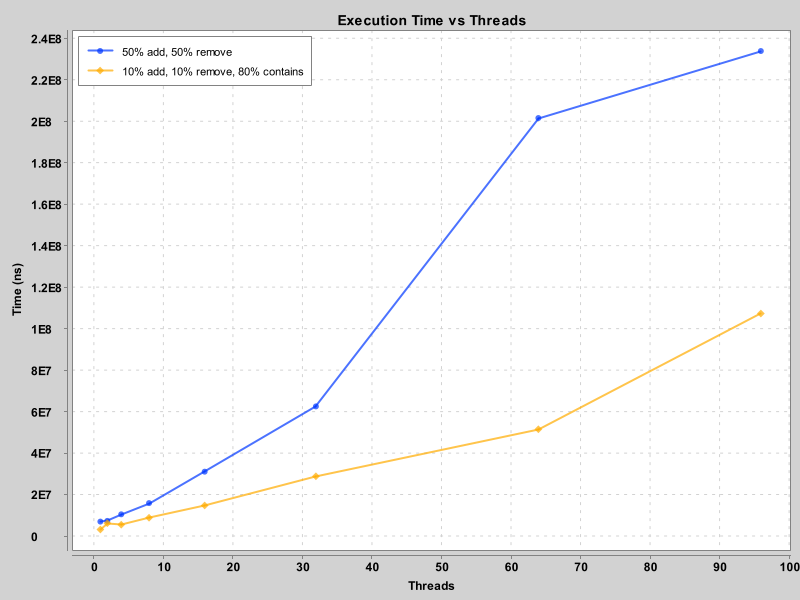 Execution Time vs Threads
50% add, 50% remove
10% add, 10% remove, 80% contains
Time (ns)
2.4E8
2.2E8
2E8
1.8E8
1.6E8
1.4E8
1.2E8
1E8
8E7
6E7
4E7
2E7
0
0 10 20 30 40 50 60 70 80 90 100
Threads